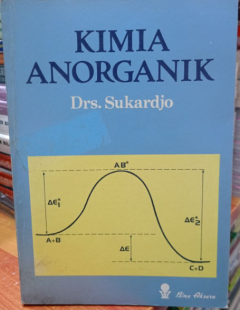 KIMIA
ANORGANIK
Drs. Sukardjo
AB*
ΔE₁*
ΔE₂*
A+B
ΔE
C+D
Bina Aksara